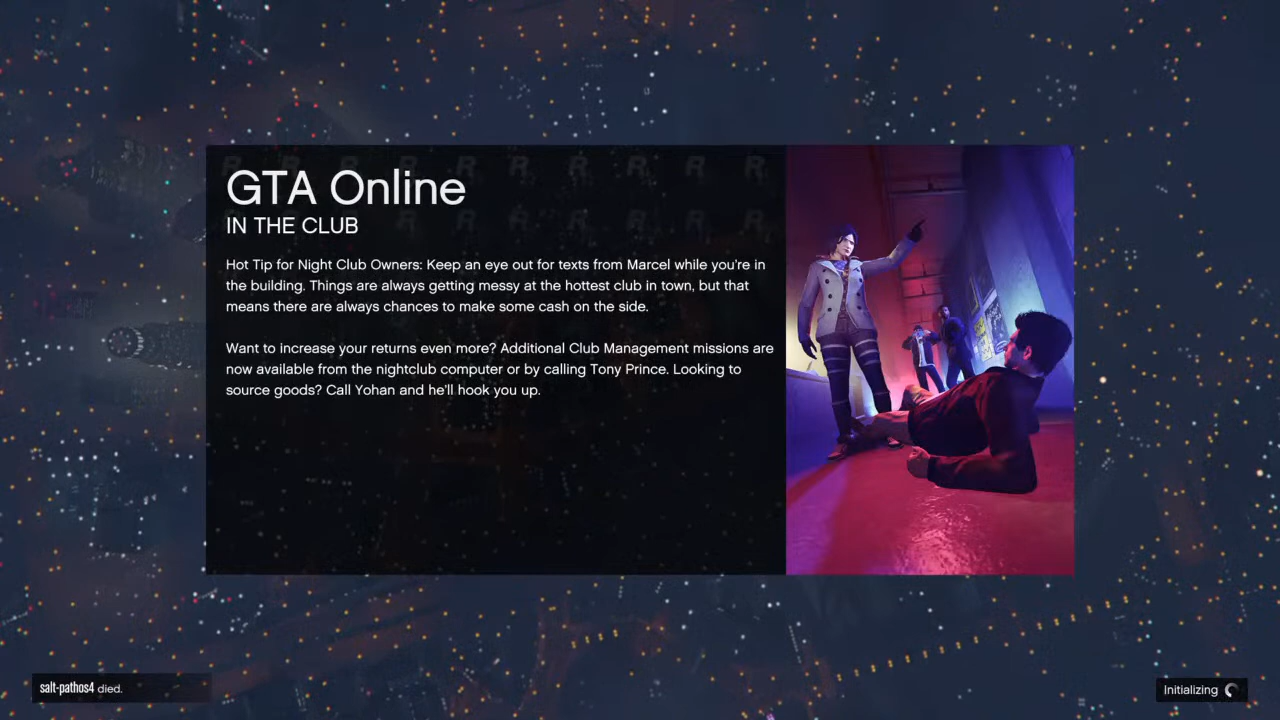 GTA Online
IN THE CLUB
Hot Tip for Night Club Owners: Keep an eye out for texts from Marcel while you're in
the building. Things are always getting messy at the hottest club in town, but that
means there are always chances to make some cash on the side.
Want to increase your returns even more? Additional Club Management missions are
now available from the nightclub computer or by calling Tony Prince. Looking to
source goods? Call Yohan and he'll hook you up.
salt-pathos4 died.
Initializing